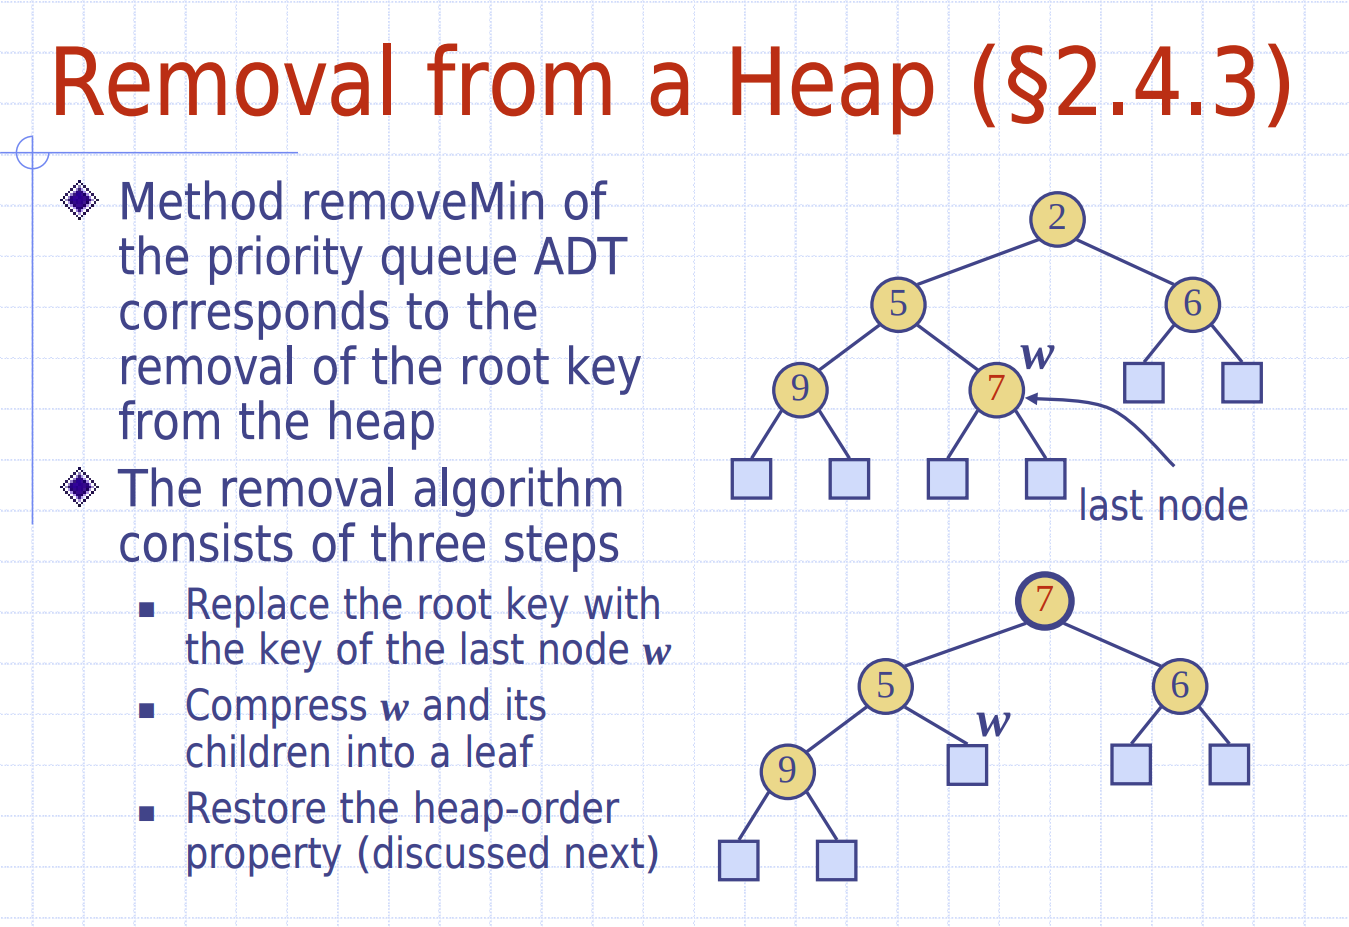 Removal from a Heap (§2.4.3)
Method removeMin of
the priority queue ADT
corresponds to the
removal of the root key
from the heap
The removal algorithm
consists of three steps
▪ Replace the root key with
the key of the last node w
▪ Compress w and its
children into a leaf
▪ Restore the heap-order
property (discussed next)
2
5 6
w
9 7
last node
7
5 6
w
9